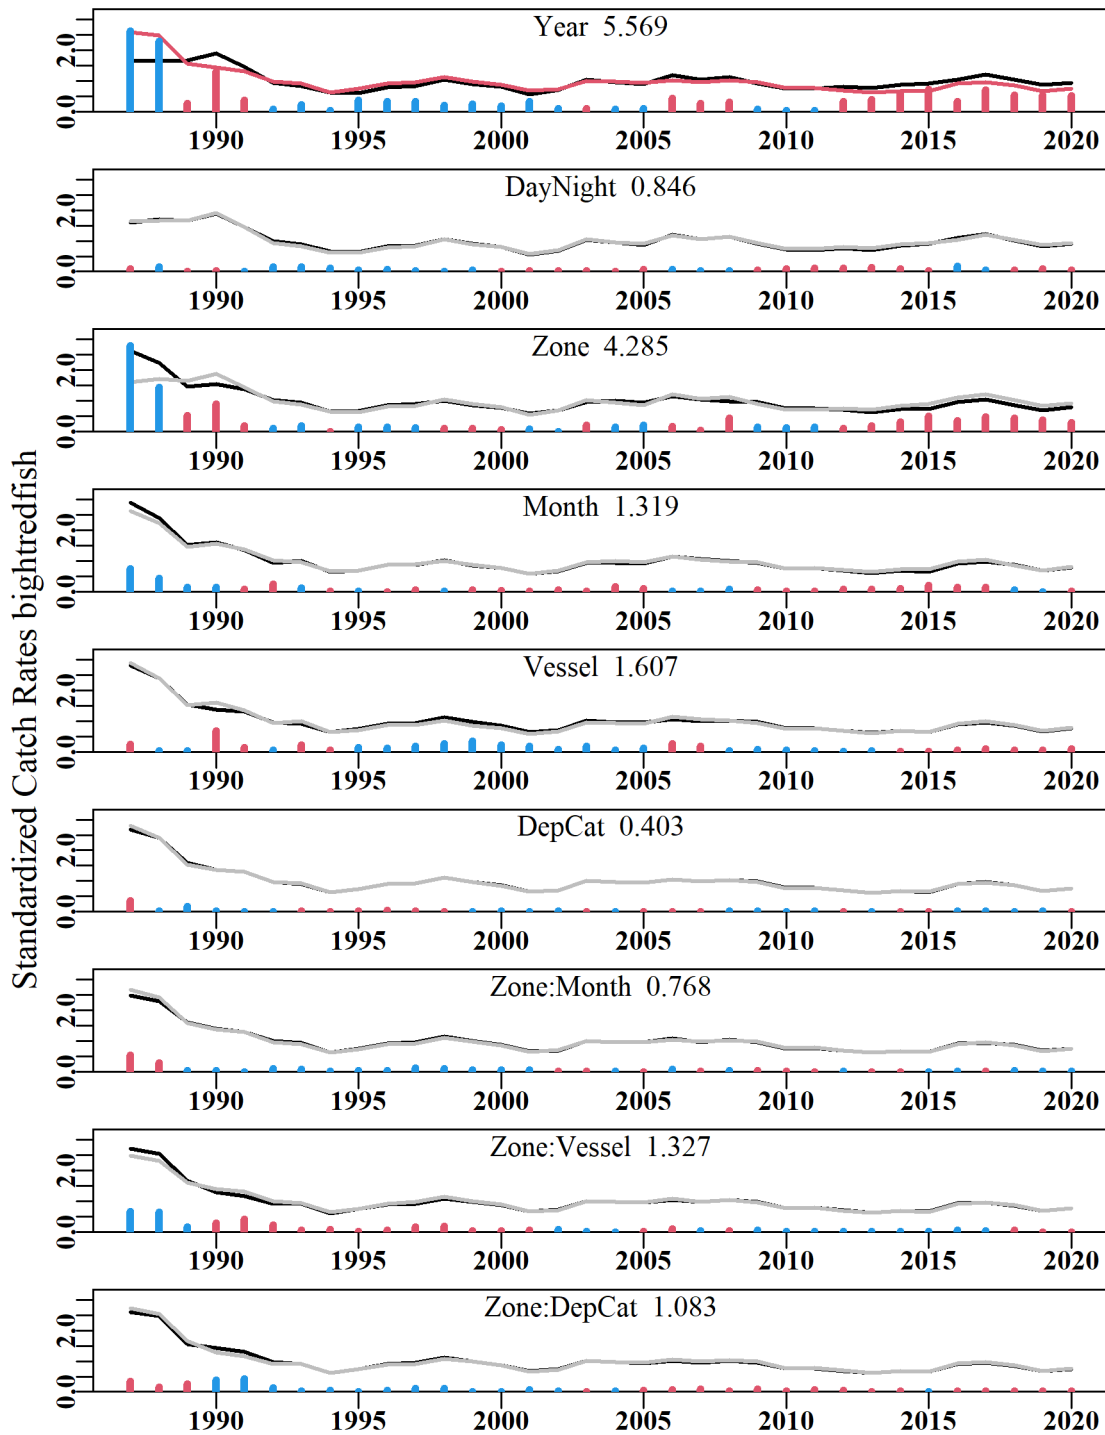 Standardized Catch Rates bightredfish
Year 5.569
0.0 2.0
1990 1995 2000 2005 2010 2015 2020
DayNight 0.846
0.0 2.0
1990 1995 2000 2005 2010 2015 2020
Zone 4.285
0.0 2.0
1990 1995 2000 2005 2010 2015 2020
Month 1.319
0.0 2.0
1990 1995 2000 2005 2010 2015 2020
Vessel 1.607
0.0 2.0
1990 1995 2000 2005 2010 2015 2020
DepCat 0.403
0.0 2.0
1990 1995 2000 2005 2010 2015 2020
Zone:Month 0.768
0.0 2.0
1990 1995 2000 2005 2010 2015 2020
Zone:Vessel 1.327
0.0 2.0
1990 1995 2000 2005 2010 2015 2020
Zone:DepCat 1.083
0.0 2.0
1990 1995 2000 2005 2010 2015 2020